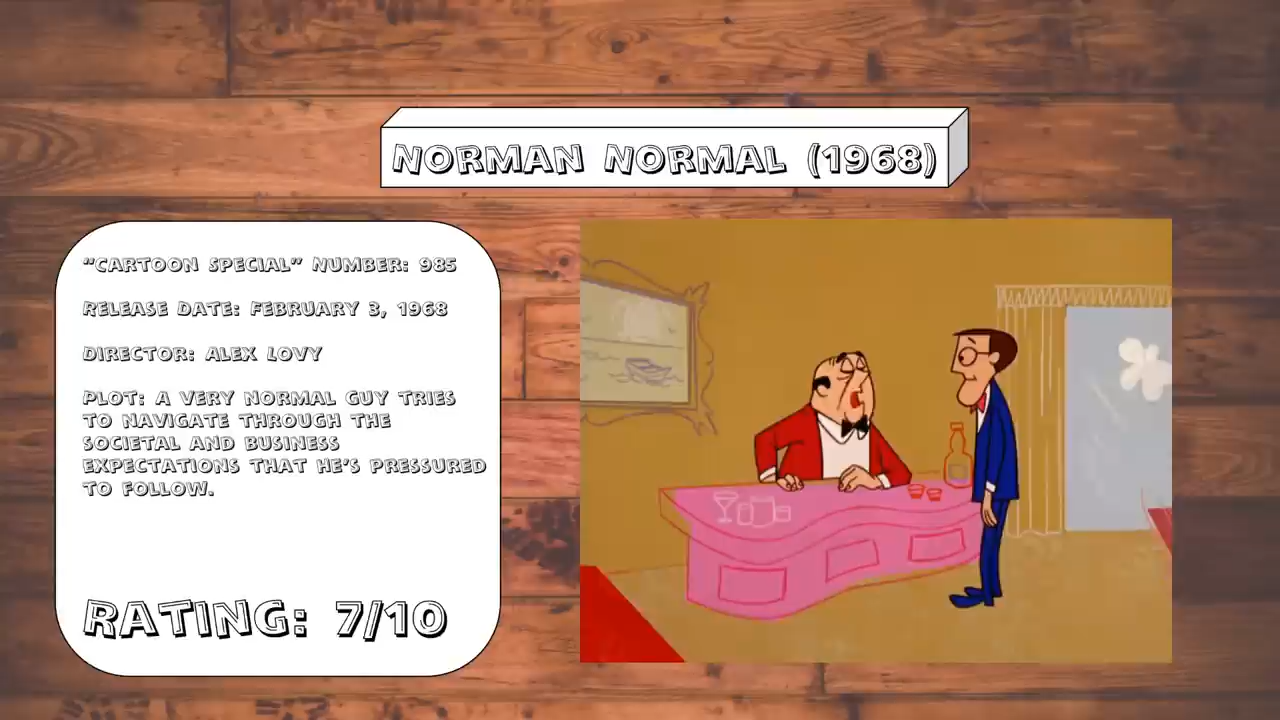 NORMAN NORMAL (1968)
"CARTOON SPECIAL" NUMBER: 985
RELEASE DATE: FEBRUARY 3, 1968
DIRECTOR: ALEX LOVY
PLOT: A VERY NORMAL GUY TRIES
TO NAVIGATE THROUGH THE
SOCIETAL AND BUSINESS
EXPECTATIONS THAT HE'S PRESSURED
TO FOLLOW.
RATING: 7/10